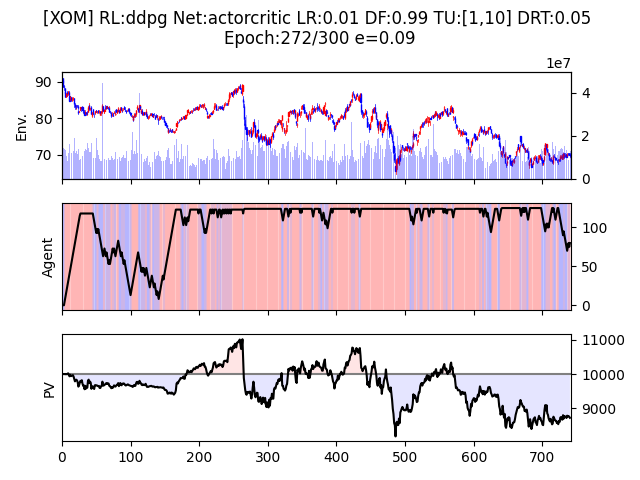 [XOM] RL:ddpg Net:actorcritic LR:0.01 DF:0.99 TU:[1,10] DRT:0.05
Epoch:272/300 e=0.09
1e7
Env.
90
80
70
4
2
0
Agent
100
50
0
PV
11000
10000
9000
0 100 200 300 400 500 600 700